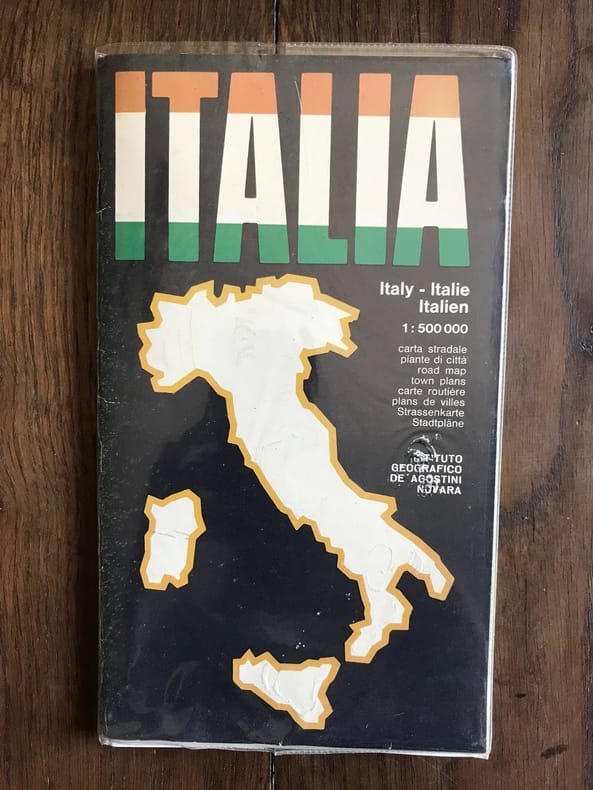 ITALIA
Italy - Italie
Italien
1 : 500 000
carta stradale
piante di città
road map
town plans
carte routière
plans de villes
Strassenkarte
Stadtpläne
ISTITUTO
GEOGRAFICO
DE AGOSTINI
NOVARA